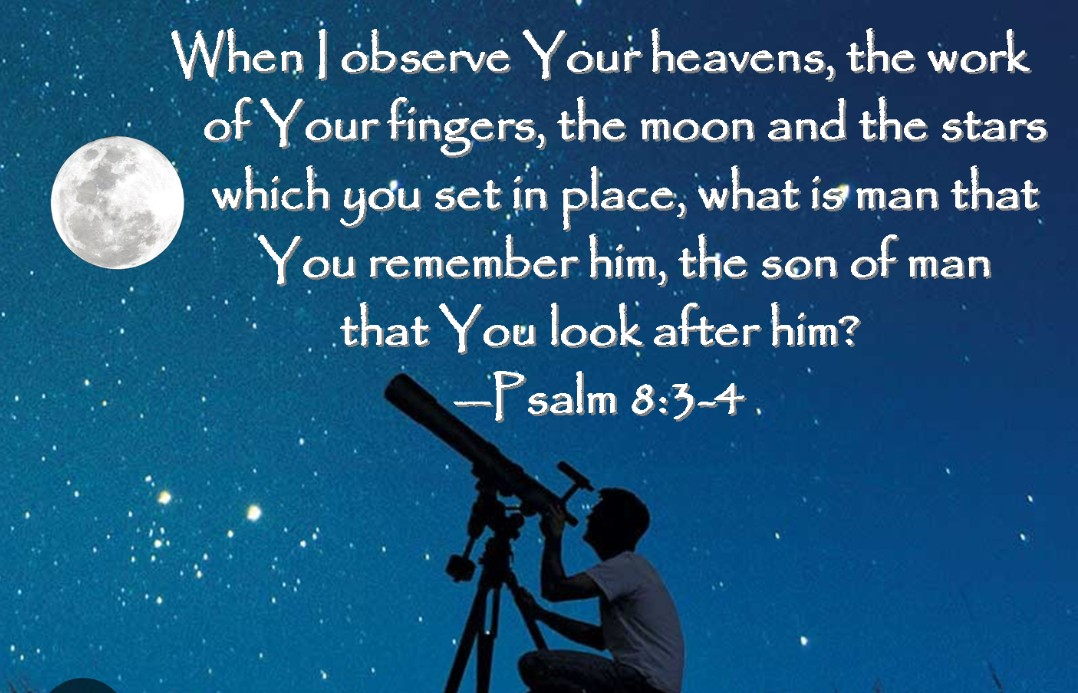 When I observe Your heavens, the work
of Your fingers, the moon and the stars
which you set in place, what is man that
You remember him, the son of man
that You look after him?
—Psalm 8:3-4